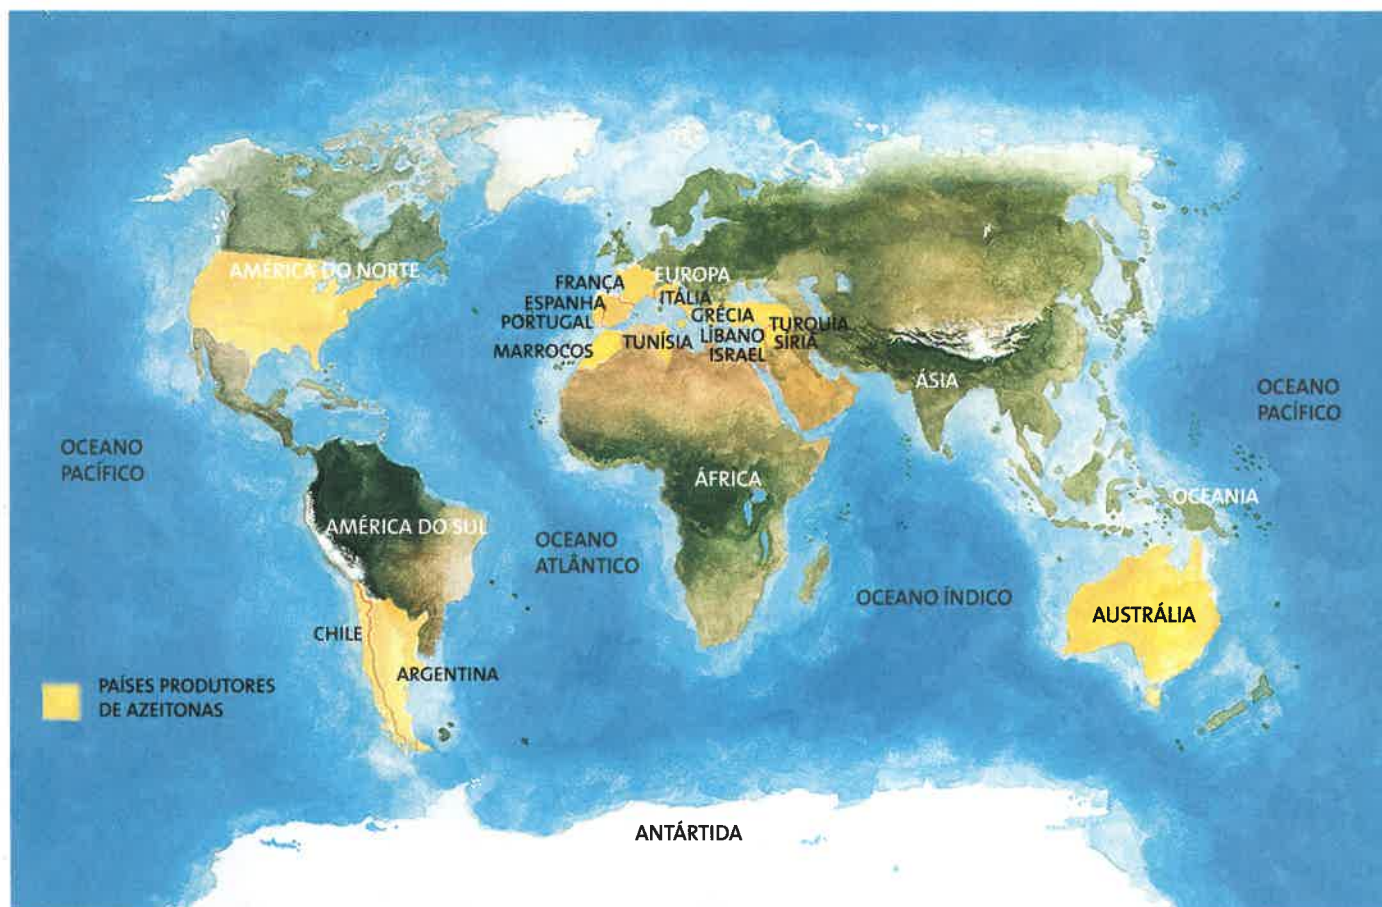 AMÉRICA DO NORTE
FRANÇA
EUROPA
ESPANHA
ITÁLIA
PORTUGAL
GRÉCIA
TURQUIA
MARROCOS
TUNÍSIA
LÍBANO
SÍRIA
ISRAEL
ÁSIA
OCEANO
PACÍFICO
OCEANO
PACÍFICO
ÁFRICA
OCEANIA
AMÉRICA DO SUL
OCEANO
ATLÂNTICO
OCEANO ÍNDICO
AUSTRÁLIA
CHILE
ARGENTINA
PAÍSES PRODUTORES
DE AZEITONAS
ANTÁRTIDA